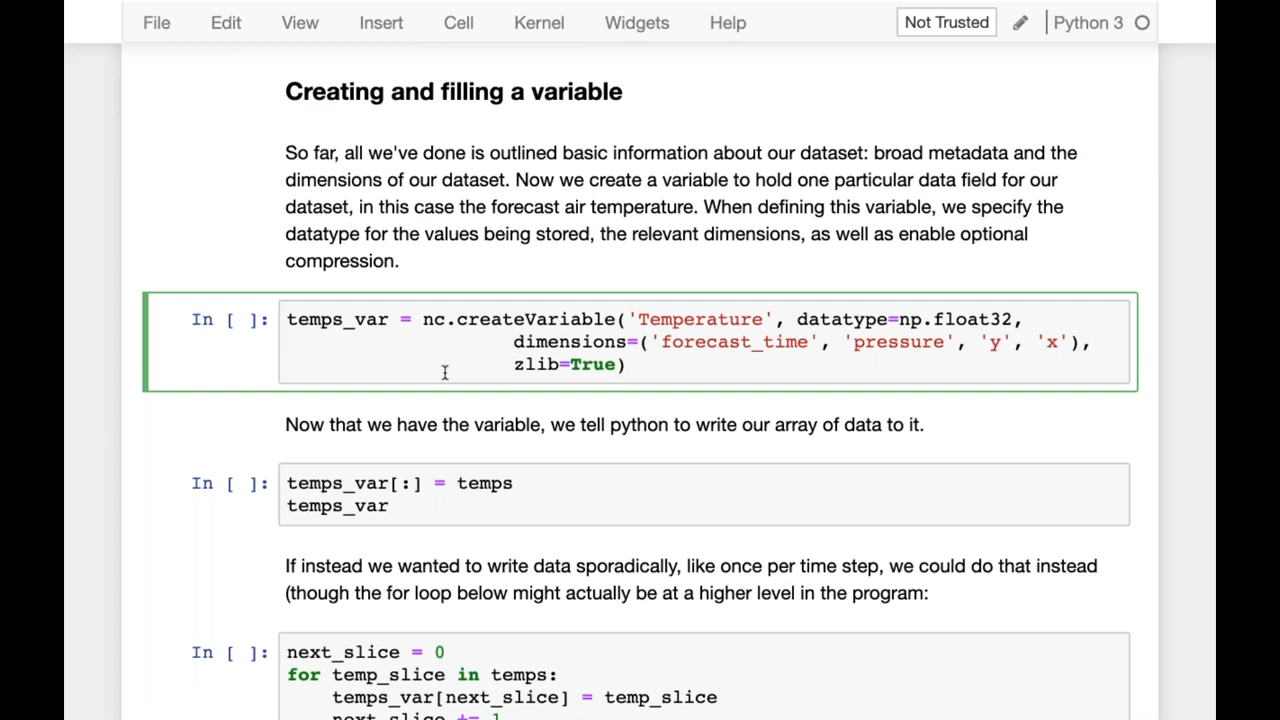 File Edit View Insert Cell Kernel Widgets Help Not Trusted Python 3
Creating and filling a variable
So far, all we've done is outlined basic information about our dataset: broad metadata and the
dimensions of our dataset. Now we create a variable to hold one particular data field for our
dataset, in this case the forecast air temperature. When defining this variable, we specify the
datatype for the values being stored, the relevant dimensions, as well as enable optional
compression.
In [ ]: temps_var = nc.createVariable('Temperature', datatype=np.float32,
dimensions=('forecast_time', 'pressure', 'y', 'x'),
zlib=True)
Now that we have the variable, we tell python to write our array of data to it.
In [ ]: temps_var[:] = temps
temps_var
If instead we wanted to write data sporadically, like once per time step, we could do that instead
(though the for loop below might actually be at a higher level in the program:
In [ ]: next_slice = 0
for temp_slice in temps:
temps_var[next_slice] = temp_slice
next_slice += 1